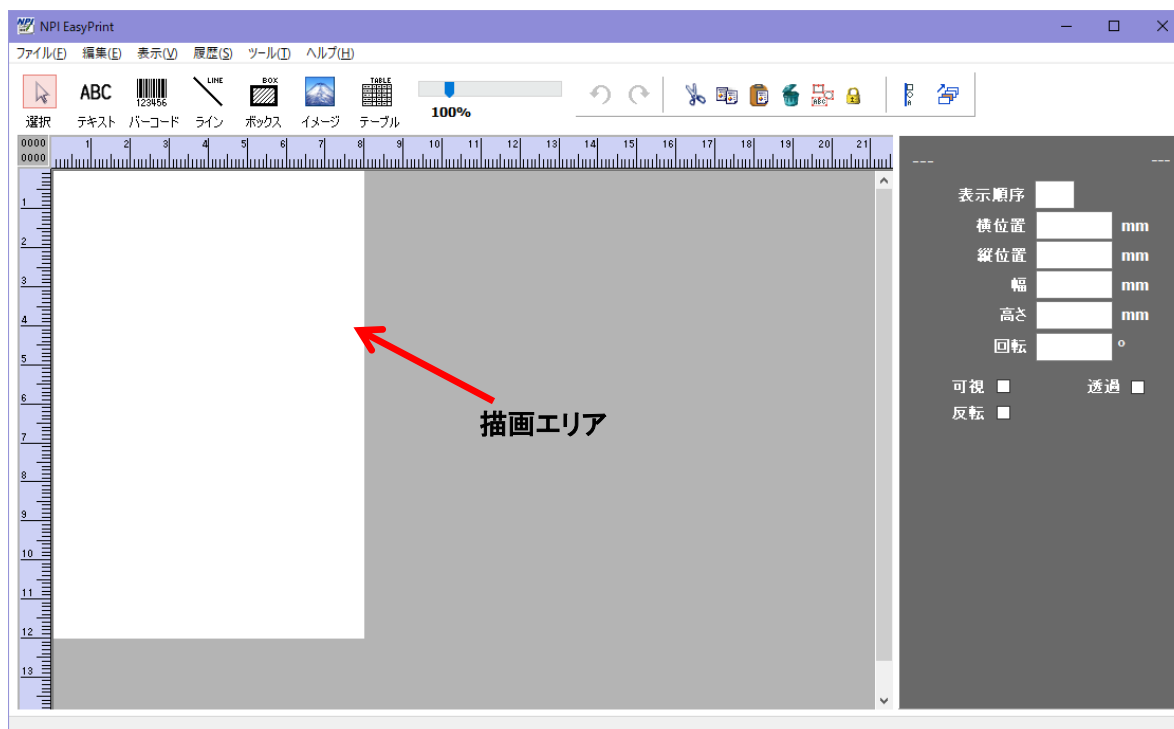 NPI EasyPrint
ファイル(F) 編集(E) 表示(V) 履歴(S) ツール(T) ヘルプ(H)
ABC 123456 LINE BOX TABLE
100%
選択 テキスト バーコード ライン ボックス イメージ テーブル
0000
0000
1 2 3 4 5 6 7 8 9 10 11 12 13 14 15 16 17 18 19 20 21
--- ---
表示順序
横位置 mm
縦位置 mm
幅 mm
高さ mm
回転 °
可視 透過
反転
描画エリア
1
2
3
4
5
6
7
8
9
10
11
12
13